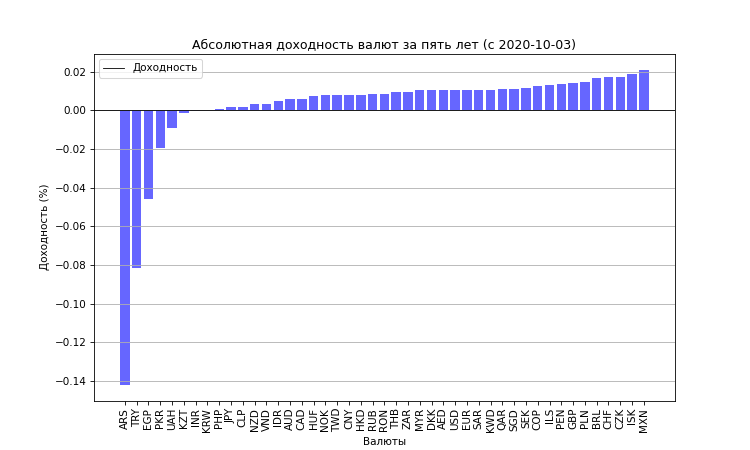 Абсолютная доходность валют за пять лет (с 2020-10-03)
Доходность
0.02
0.00
−0.02
−0.04
−0.06
−0.08
−0.10
−0.12
−0.14
Доходность (%)
ARS
TRY
EGP
PKR
UAH
KZT
INR
KRW
PHP
JPY
CLP
NZD
VND
IDR
AUD
CAD
HUF
NOK
TWD
CNY
HKD
RUB
RON
THB
ZAR
MYR
DKK
AED
USD
EUR
SAR
KWD
QAR
SGD
SEK
COP
ILS
PEN
GBP
PLN
BRL
CHF
CZK
ISK
MXN
Валюты